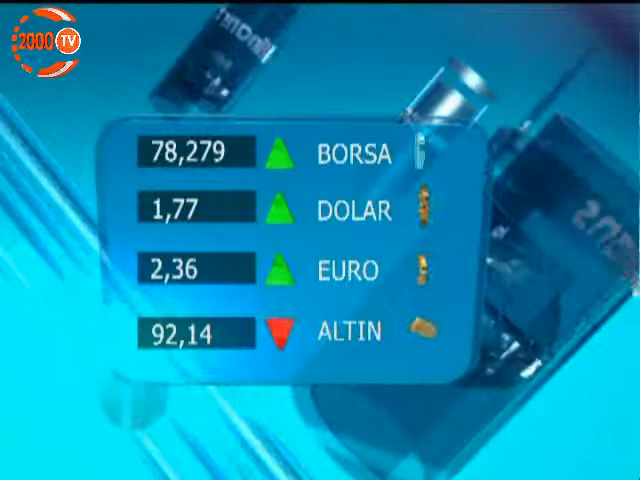 2000 TV
78,279 BORSA
1,77 DOLAR
2,36 EURO
92,14 ALTIN